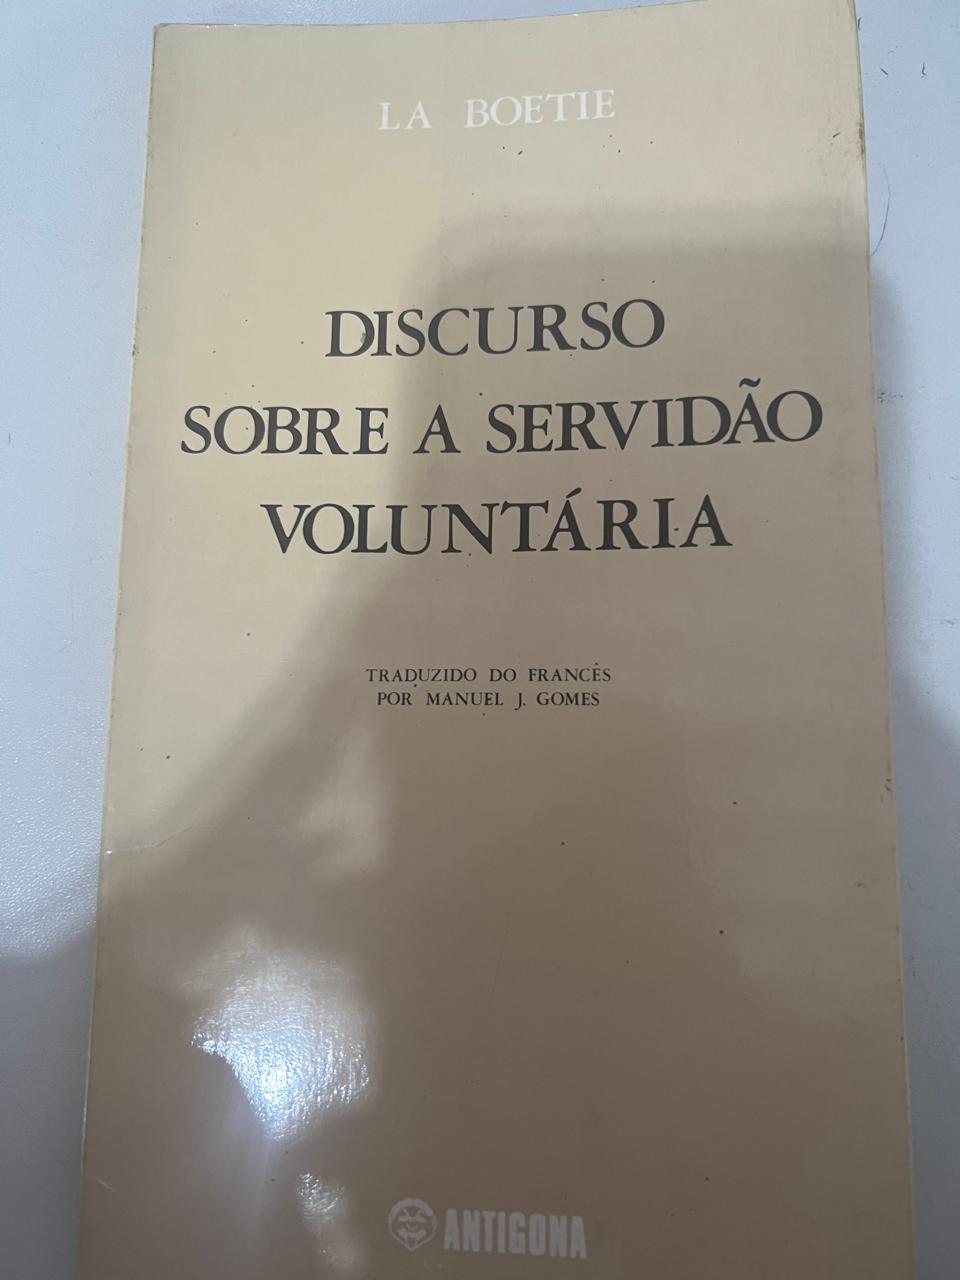 LA BOETIE
DISCURSO
SOBRE A SERVIDÃO
VOLUNTÁRIA
TRADUZIDO DO FRANCÊS
POR MANUEL J. GOMES
ANTIGONA